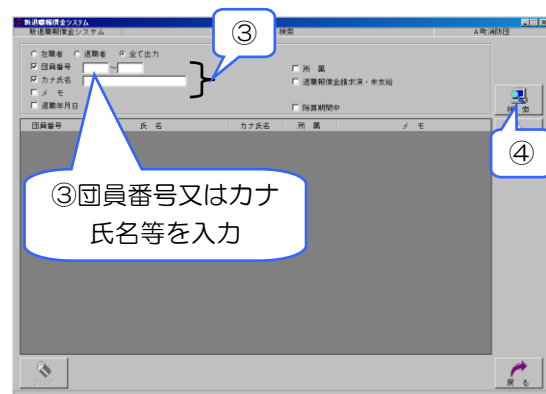 新退職報償金システム
新退職報償金システム 検索 A町消防団
③
○ 在職者 ○ 退職者 ● 全て出力
団員番号 ~ 所 属
カナ氏名 退職報償金請求済・未支給
メ モ
退職年月日 除算期間中
検 索
団員番号 氏 名 カナ氏名 所 属 メ モ
④
③団員番号又はカナ
氏名等を入力
戻 る